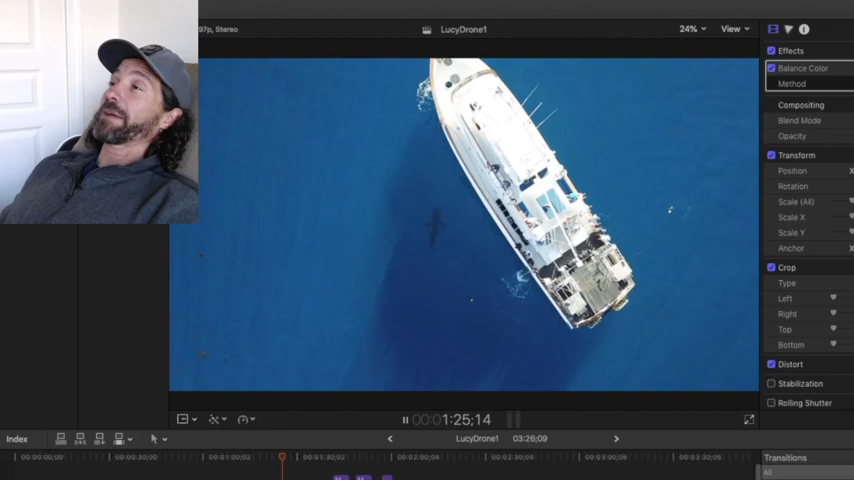 97p, Stereo
LucyDrone1
24%
View
Effects
Balance Color
Method
Compositing
Blend Mode
Opacity
Transform
Position
X
Rotation
Scale (All)
Scale X
Scale Y
Anchor
X
Crop
Type
Left
Right
Top
Bottom
Distort
Stabilization
Rolling Shutter
00:00:1:25;14
Index
LucyDrone1
03:26;09
00:00:00;00
00:00:30;00
00:01:00;02
00:01:30;02
00:02:00;04
00:02:30;04
00:03:00;06
00:03:30;06
Transitions
All